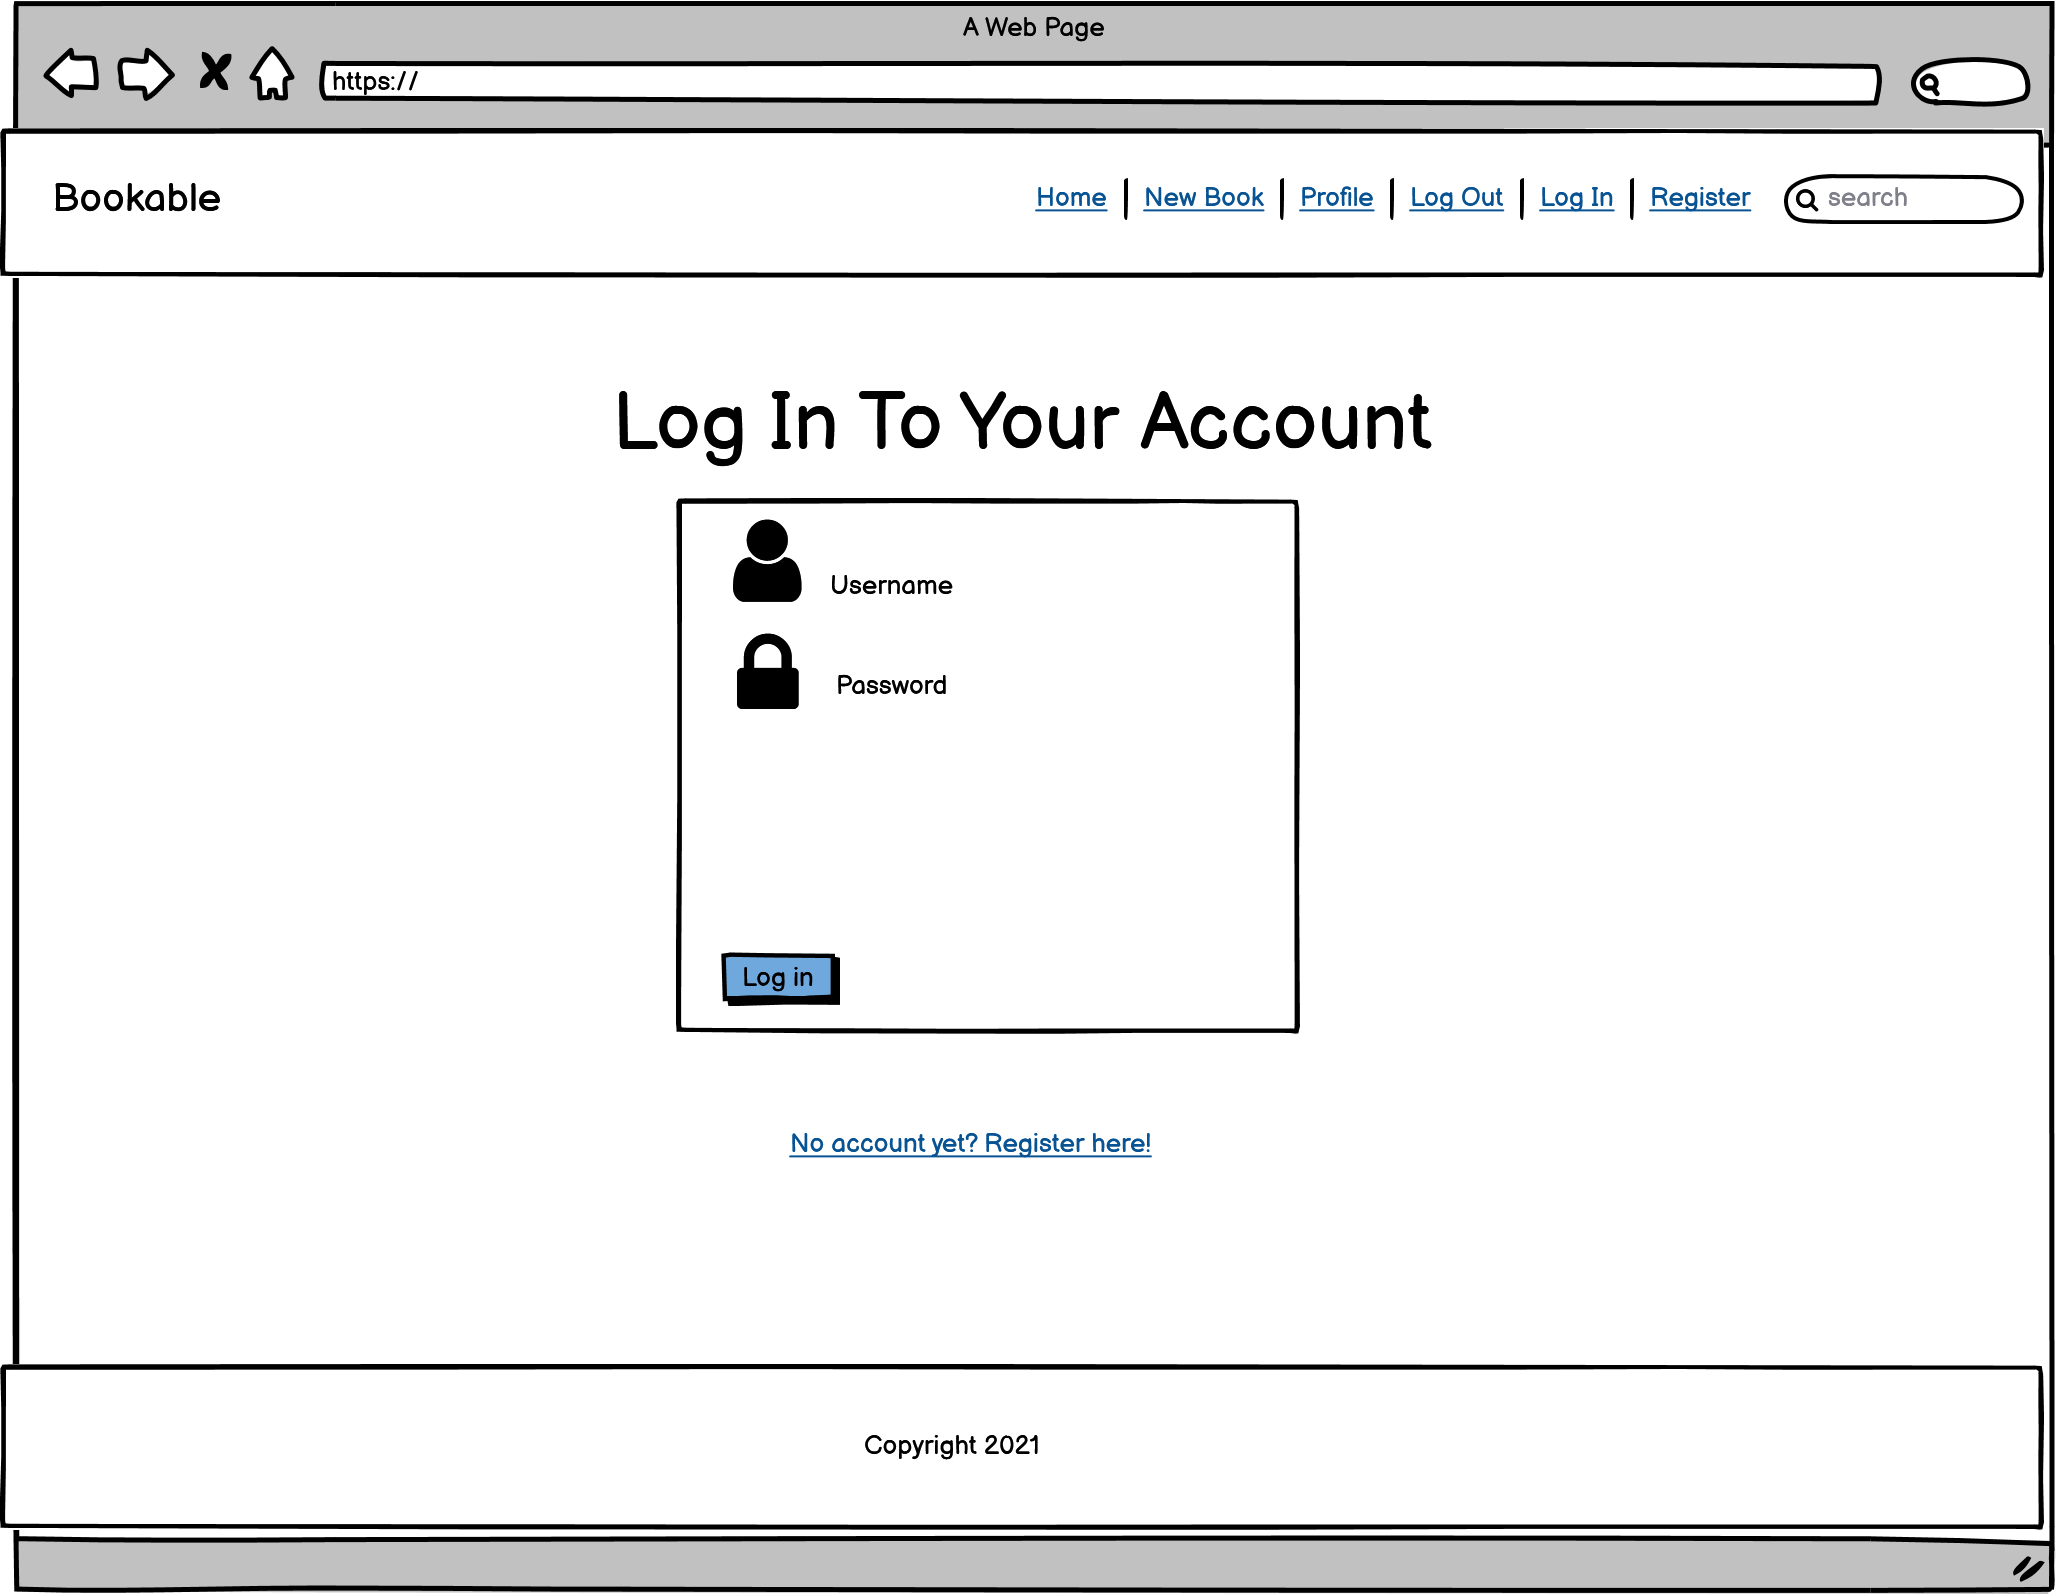 A Web Page
https://
Bookable
Home New Book Profile Log Out Log In Register search
Log In To Your Account
Username
Password
Log in
No account yet? Register here!
Copyright 2021